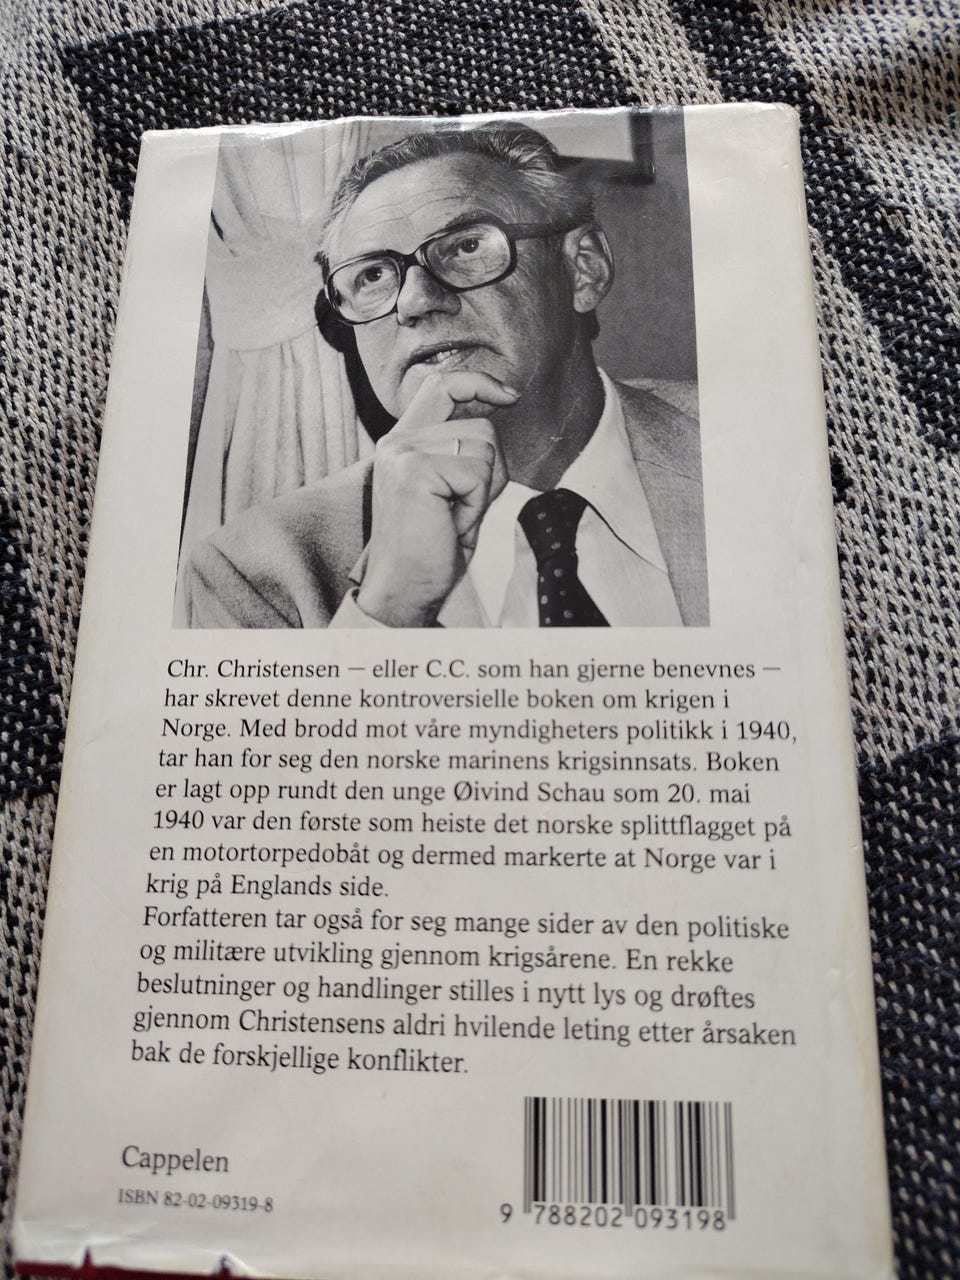 Chr. Christensen — eller C.C. som han gjerne benevnes —
har skrevet denne kontroversielle boken om krigen i
Norge. Med brodd mot våre myndigheters politikk i 1940,
tar han for seg den norske marinens krigsinnsats. Boken
er lagt opp rundt den unge Øivind Schau som 20. mai
1940 var den første som heiste det norske splittflagget på
en motortorpedobåt og dermed markerte at Norge var i
krig på Englands side.
Forfatteren tar også for seg mange sider av den politiske
og militære utvikling gjennom krigsårene. En rekke
beslutninger og handlinger stilles i nytt lys og drøftes
gjennom Christensens aldri hvilende leting etter årsaken
bak de forskjellige konflikter.
Cappelen
ISBN 82-02-09319-8
9 788202 093198